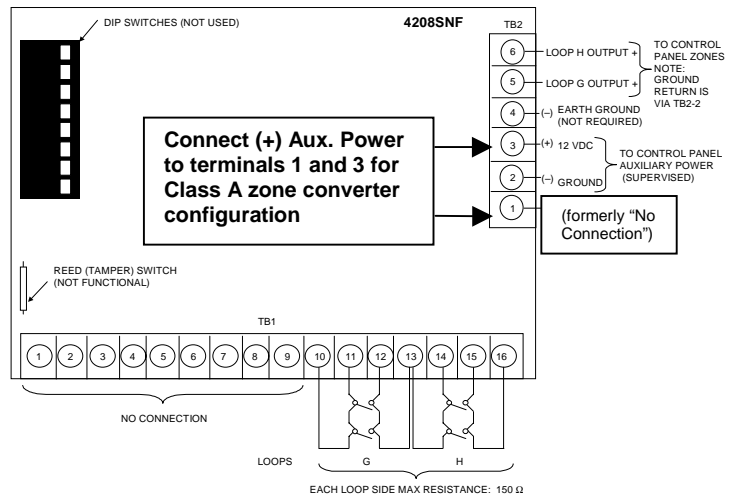 DIP SWITCHES (NOT USED)
4208SNF
TB2
6
LOOP H OUTPUT +
5
LOOP G OUTPUT +
TO CONTROL
PANEL ZONES
NOTE:
GROUND
RETURN IS
VIA TB2-2
4
(–) EARTH GROUND
(NOT REQUIRED)
3
(+) 12 VDC
2
(–) GROUND
TO CONTROL PANEL
AUXILIARY POWER
(SUPERVISED)
1
(formerly “No
Connection”)
Connect (+) Aux. Power
to terminals 1 and 3 for
Class A zone converter
configuration
REED (TAMPER) SWITCH
(NOT FUNCTIONAL)
TB1
1 2 3 4 5 6 7 8 9 10 11 12 13 14 15 16
NO CONNECTION
LOOPS G H
EACH LOOP SIDE MAX RESISTANCE: 150 Ω